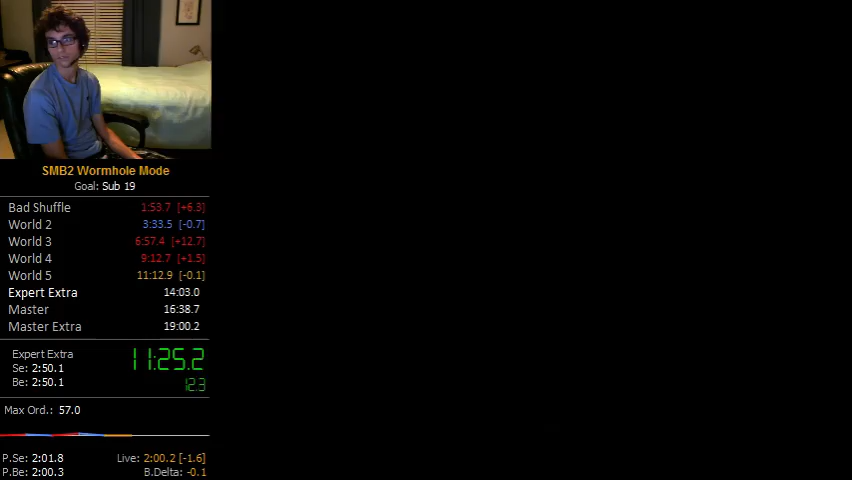 SMB2 Wormhole Mode
Goal: Sub 19
Bad Shuffle 1:53.7 [+6.3]
World 2 3:33.5 [-0.7]
World 3 6:57.4 [+12.7]
World 4 9:12.7 [+1.5]
World 5 11:12.9 [-0.1]
Expert Extra 14:03.0
Master 16:38.7
Master Extra 19:00.2
Expert Extra 11:25.2
Se: 2:50.1
Be: 2:50.1 12.3
Max Ord.: 57.0
P.Se: 2:01.8 Live: 2:00.2 [-1.6]
P.Be: 2:00.3 B.Delta: -0.1